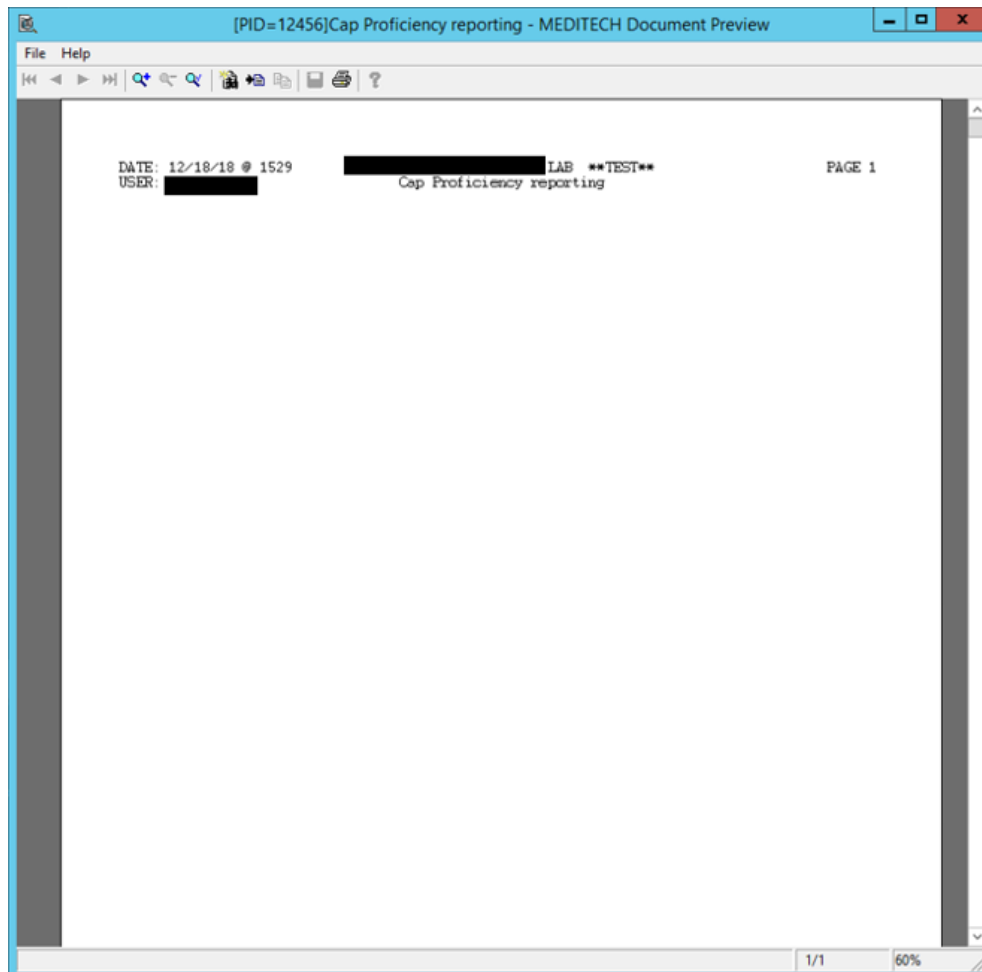 [PID=12456]Cap Proficiency reporting - MEDITECH Document Preview
File Help
DATE: 12/18/18 @ 1529 LAB **TEST** PAGE 1
USER: Cap Proficiency reporting
1/1 60%